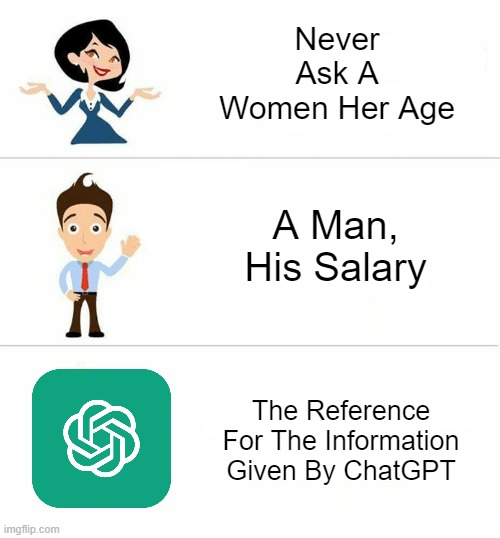 Never
Ask A
Women Her Age
A Man,
His Salary
The Reference
For The Information
Given By ChatGPT
imgflip.com